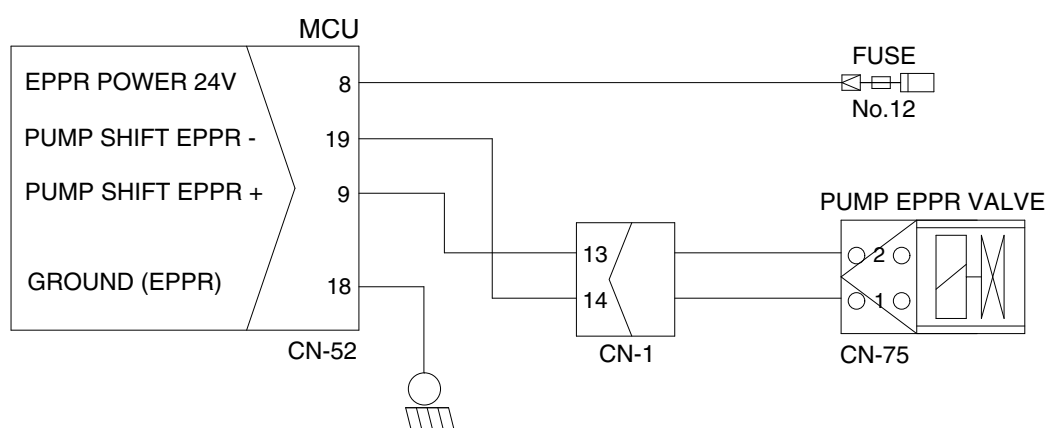 MCU
EPPR POWER 24V 8
FUSE
No.12
PUMP SHIFT EPPR - 19
PUMP SHIFT EPPR + 9
PUMP EPPR VALVE
13
2
GROUND (EPPR) 18
14
1
CN-52
CN-1
CN-75